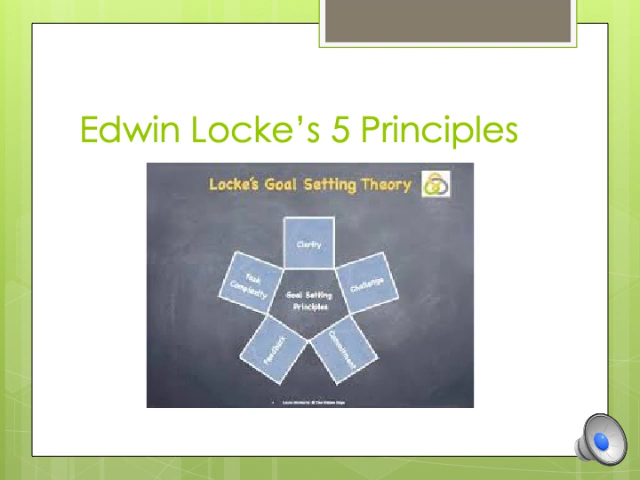 Edwin Locke's 5 Principles
Locke's Goal Setting Theory
Clarity
Task
Complexity
Goal Setting
Principles
Challenge
Feedback
Commitment